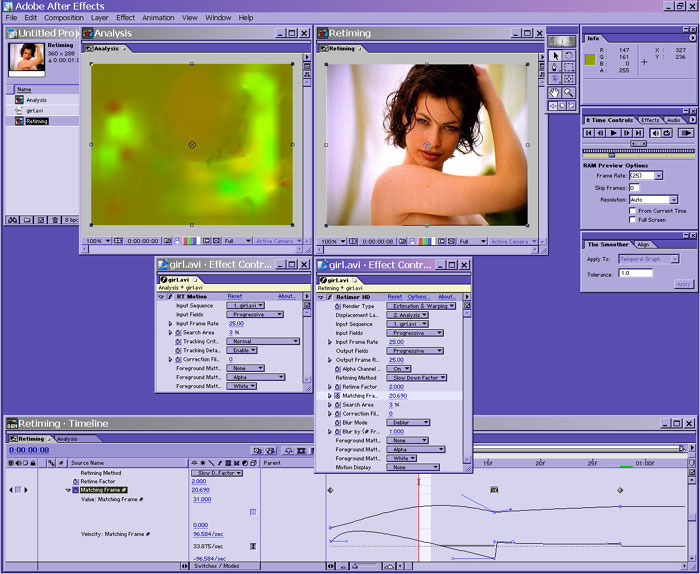 Adobe After Effects
File Edit Composition Layer Effect Animation View Window Help
Untitled Proj
360 x 288
Name
Analysis
girl.avi
Retiming
8 bpc
Analysis
Analysis
100% 0:00:00:00 Full Active Camera
Retiming
Retiming
100% 0:00:00:08 Full Active Camera
Info
R : 147 X : 327
G : 161 Y : 236
B : 0
A : 255
Time Controls Effects Audio
RAM Preview Options
Frame Rate: (25)
Skip Frames: 0
Resolution: Auto
From Current Time
Full Screen
The Smoother Align
Apply To: Temporal Graph
Tolerance: 1.0
Apply
girl.avi · Effect Contr...
girl.avi
Analysis * girl.avi
RT Motion Reset About...
Input Sequence 1. girl.avi
Input Fields Progressive
Input Frame Rate 25.00
Search Area 3 %
Tracking Crit... Normal
Tracking Deta... Enable
Correction Fil... 0
Foreground Matt... None
Foreground Matt... Alpha
Foreground Matt... White
girl.avi · Effect Contr...
girl.avi
Retiming * girl.avi
Retimer HD Reset Options... About...
Render Type Estimation & Warping
Displacement La... 2. Analysis
Input Sequence 1. girl.avi
Input Fields Progressive
Input Frame Rate 25.00
Output Fields Progressive
Output Frame R... 25.00
Alpha Channel ... On
Retiming Method Slow Down Factor
Retime Factor 2.000
Matching Fra... 20.690
Search Area 3 %
Correction Fil... 0
Blur Mode Deblur
Blur by (# Fr... 1.000
Foreground Matt... None
Foreground Matt... Alpha
Foreground Matt... White
Motion Display None
Retiming · Timeline
Retiming Analysis
0:00:00:08
# Source Name Parent
15f 01:00f
Retiming Method Slow D...Factor
Retime Factor 2.000
Matching Frame # 20.690
Value: Matching Frame # 31.000
0.000
Velocity: Matching Frame # 96.584/sec
33.875/sec
-96.584/sec
Switches / Modes